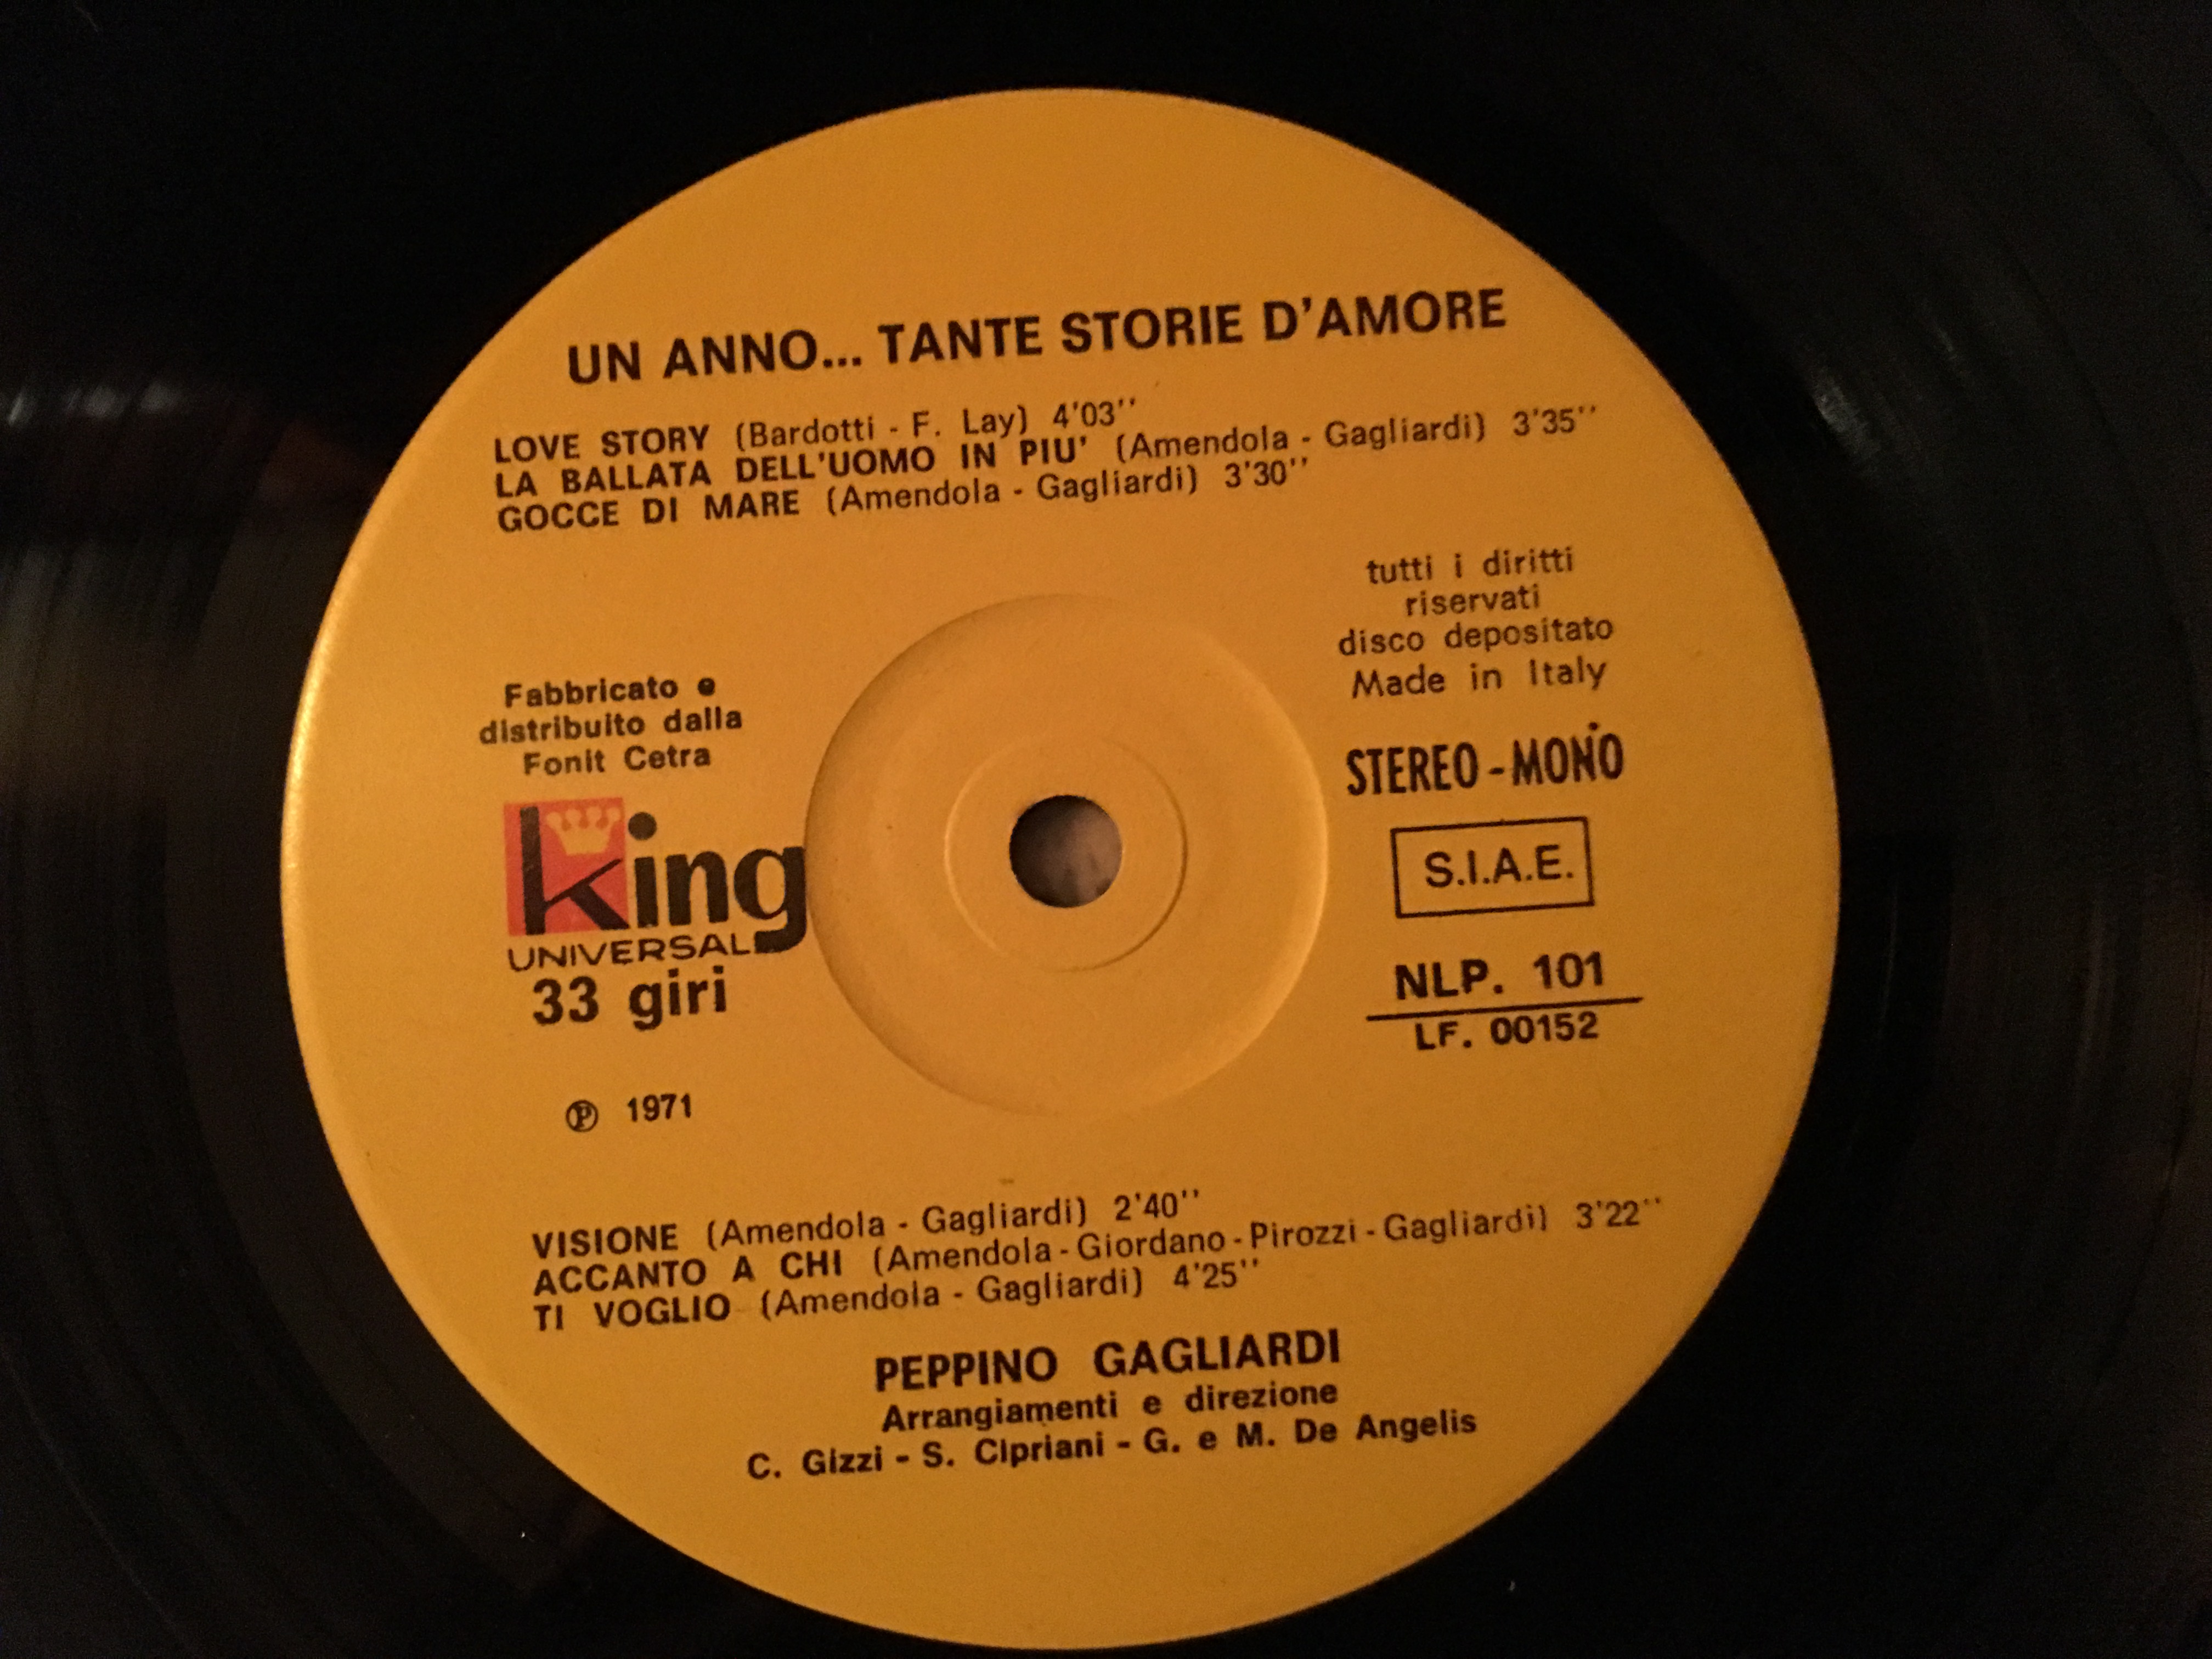 UN ANNO... TANTE STORIE D'AMORE
LOVE STORY (Bardotti - F. Lay) 4'03''
LA BALLATA DELL'UOMO IN PIU' (Amendola - Gagliardi) 3'35''
GOCCE DI MARE (Amendola - Gagliardi) 3'30''
Fabbricato e
distribuito dalla
Fonit Cetra
king
UNIVERSAL
33 giri
℗ 1971
tutti i diritti
riservati
disco depositato
Made in Italy
STEREO - MONO
S.I.A.E.
NLP. 101
LF. 00152
VISIONE (Amendola - Gagliardi) 2'40''
ACCANTO A CHI (Amendola - Giordano - Pirozzi - Gagliardi) 3'22''
TI VOGLIO (Amendola - Gagliardi) 4'25''
PEPPINO GAGLIARDI
Arrangiamenti e direzione
C. Gizzi - S. Cipriani - G. e M. De Angelis